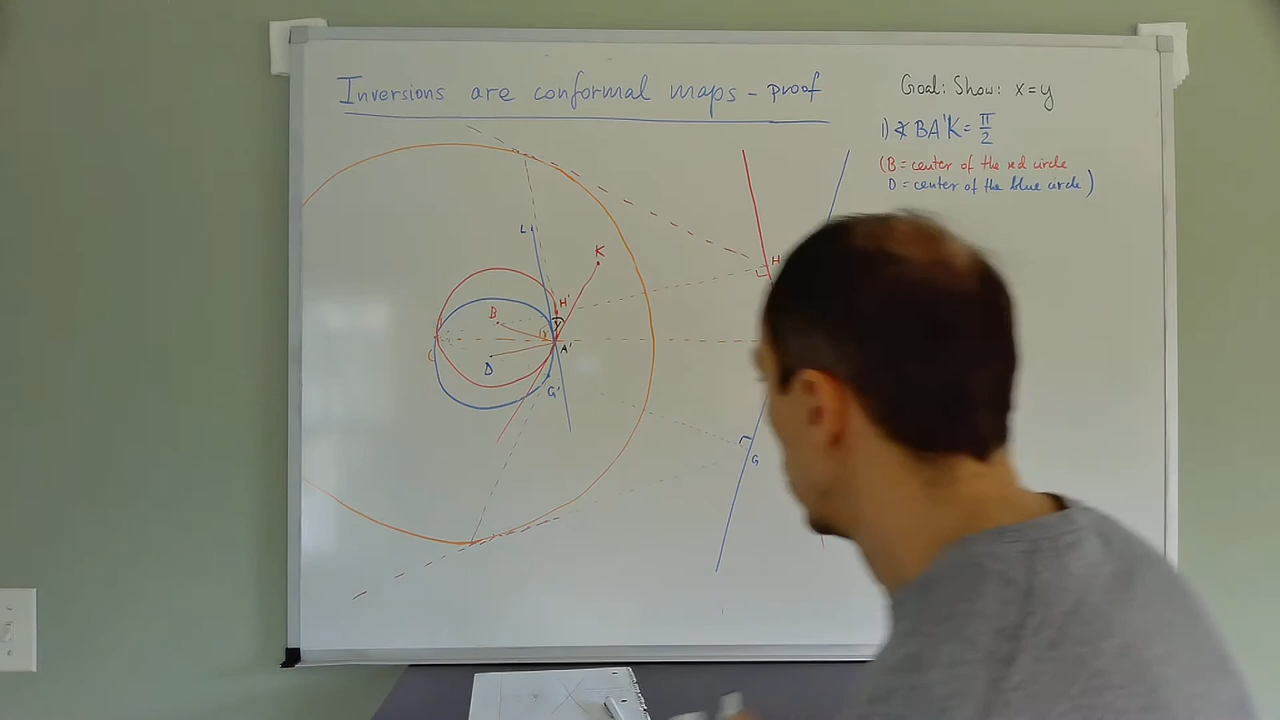 Inversions are conformal maps - proof
Goal: Show: x=y
1) ∢ BA'K = π/2
(B = center of the red circle
D = center of the blue circle)
L
K
H
H'
B
y
A'
C
D
G'
G